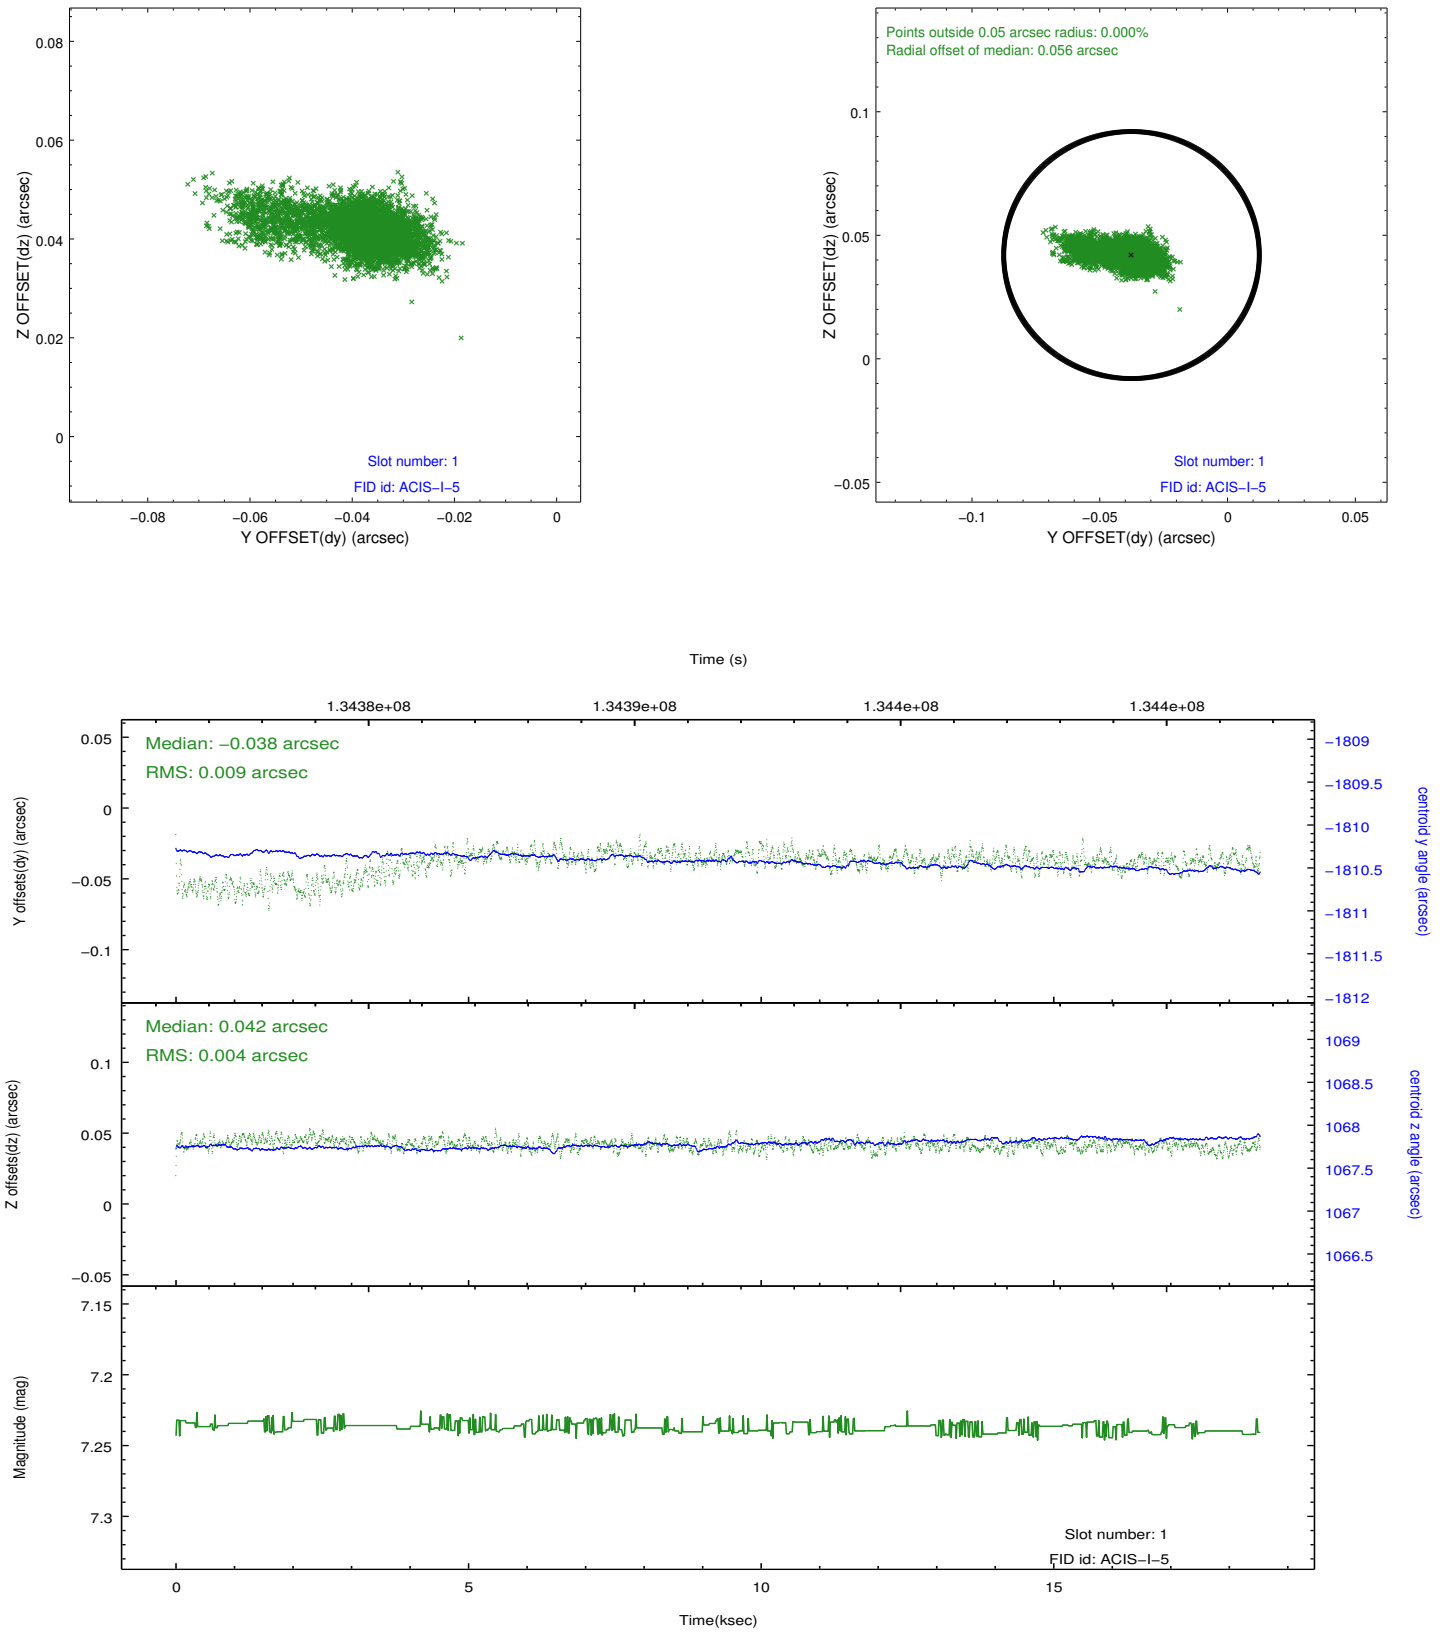 0.08
0.06
0.04
0.02
0
Z OFFSET(dz) (arcsec)
Slot number: 1
FID id: ACIS−I−5
−0.08 −0.06 −0.04 −0.02 0
Y OFFSET(dy) (arcsec)
Points outside 0.05 arcsec radius: 0.000%
Radial offset of median: 0.056 arcsec
0.1
0.05
0
−0.05
Z OFFSET(dz) (arcsec)
Slot number: 1
FID id: ACIS−I−5
−0.1 −0.05 0 0.05
Y OFFSET(dy) (arcsec)
Time (s)
1.3438e+08 1.3439e+08 1.344e+08 1.344e+08
Median: −0.038 arcsec
RMS: 0.009 arcsec
0.05
0
−0.05
−0.1
Y offsets(dy) (arcsec)
−1809
−1809.5
−1810
−1810.5
−1811
−1811.5
−1812
centroid y angle (arcsec)
Median: 0.042 arcsec
RMS: 0.004 arcsec
0.1
0.05
0
−0.05
Z offsets(dz) (arcsec)
1069
1068.5
1068
1067.5
1067
1066.5
centroid z angle (arcsec)
7.15
7.2
7.25
7.3
Magnitude (mag)
Slot number: 1
FID id: ACIS−I−5
0 5 10 15
Time(ksec)